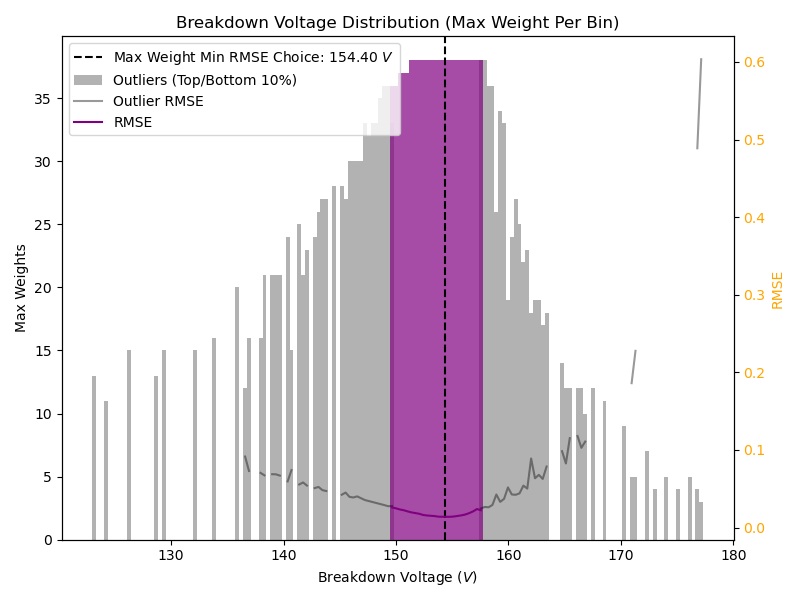 Breakdown Voltage Distribution (Max Weight Per Bin)
Max Weight Min RMSE Choice: 154.40 V
Outliers (Top/Bottom 10%)
Outlier RMSE
RMSE
Max Weights
35
30
25
20
15
10
5
0
0.6
0.5
0.4
0.3
0.2
0.1
0.0
RMSE
130 140 150 160 170 180
Breakdown Voltage (V)